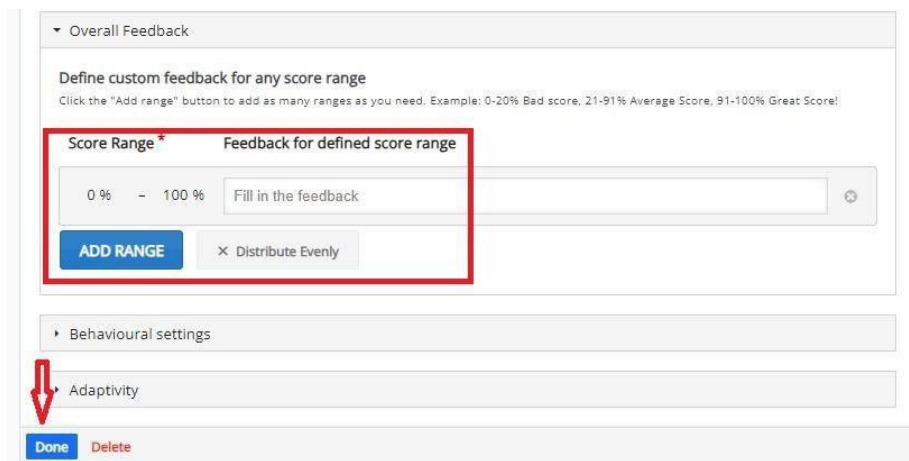 Overall Feedback
Define custom feedback for any score range
Click the "Add range" button to add as many ranges as you need. Example: 0-20% Bad score, 21-91% Average Score, 91-100% Great Score!
Score Range * Feedback for defined score range
0 % – 100 % Fill in the feedback
ADD RANGE × Distribute Evenly
Behavioural settings
Adaptivity
Done Delete